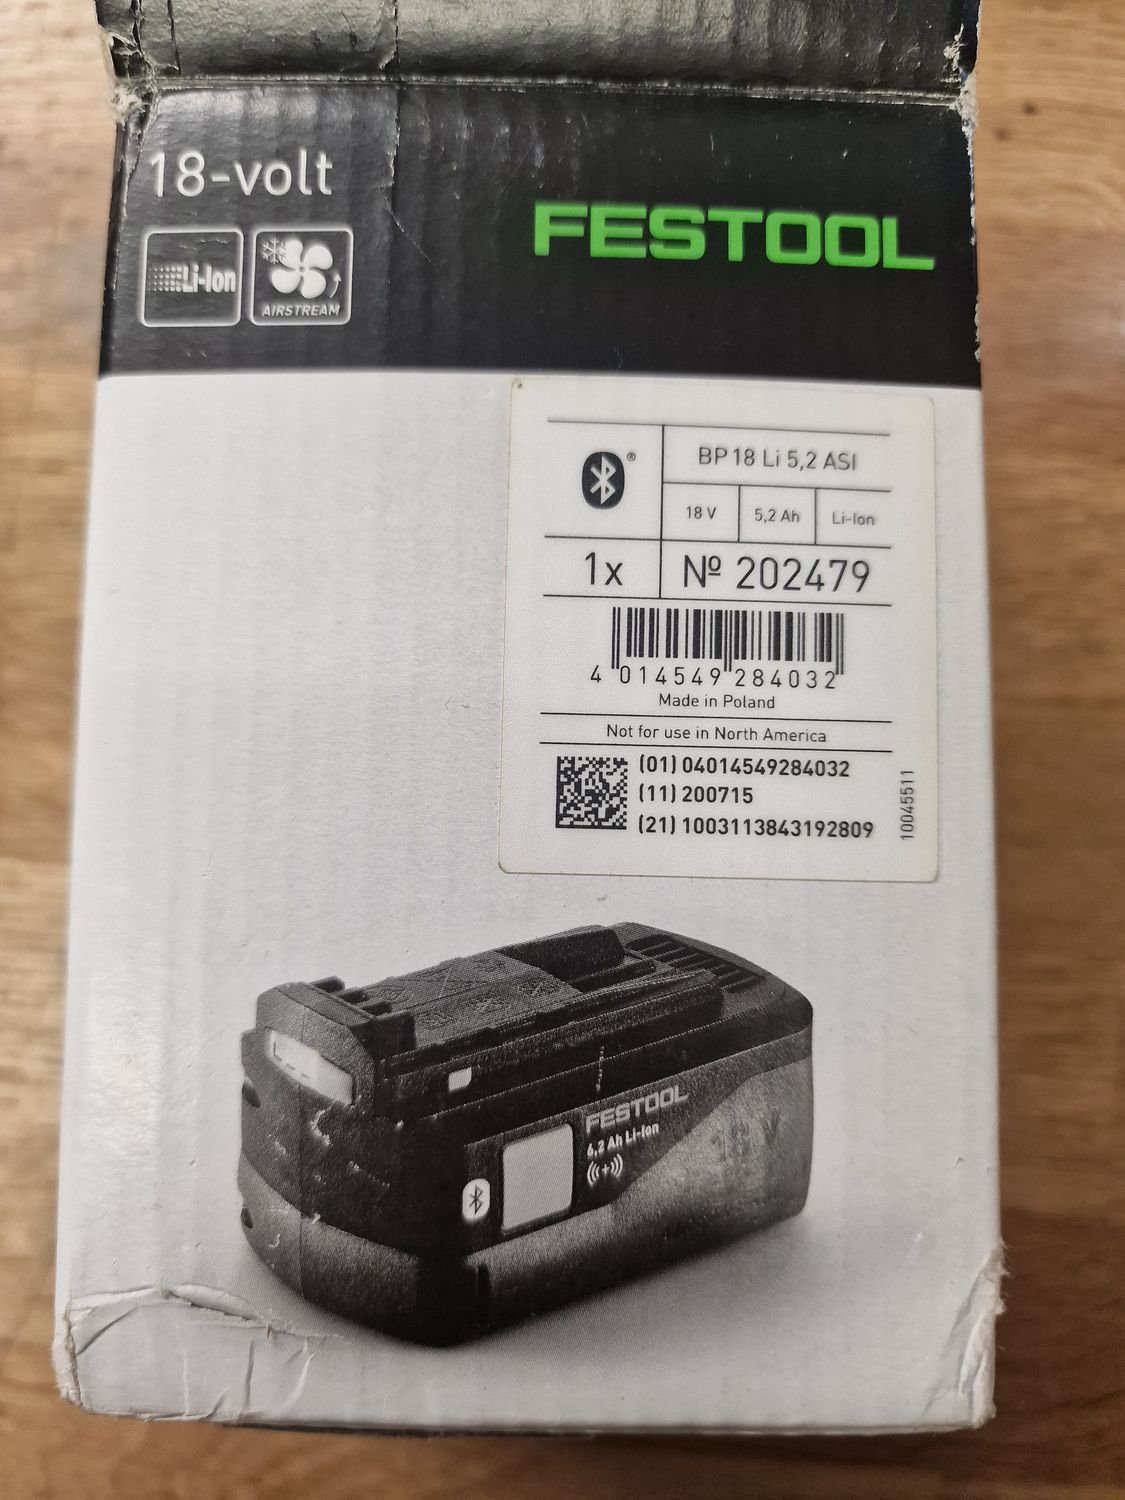 18-volt
FESTOOL
Li-Ion
AIRSTREAM
BP 18 Li 5,2 ASI
®
18 V
5,2 Ah
Li-Ion
1x
Nº 202479
4 014549 284032
Made in Poland
Not for use in North America
(01) 04014549284032
(11) 200715
(21) 1003113843192809
10045511
FESTOOL
6,2 Ah Li-Ion
18 V